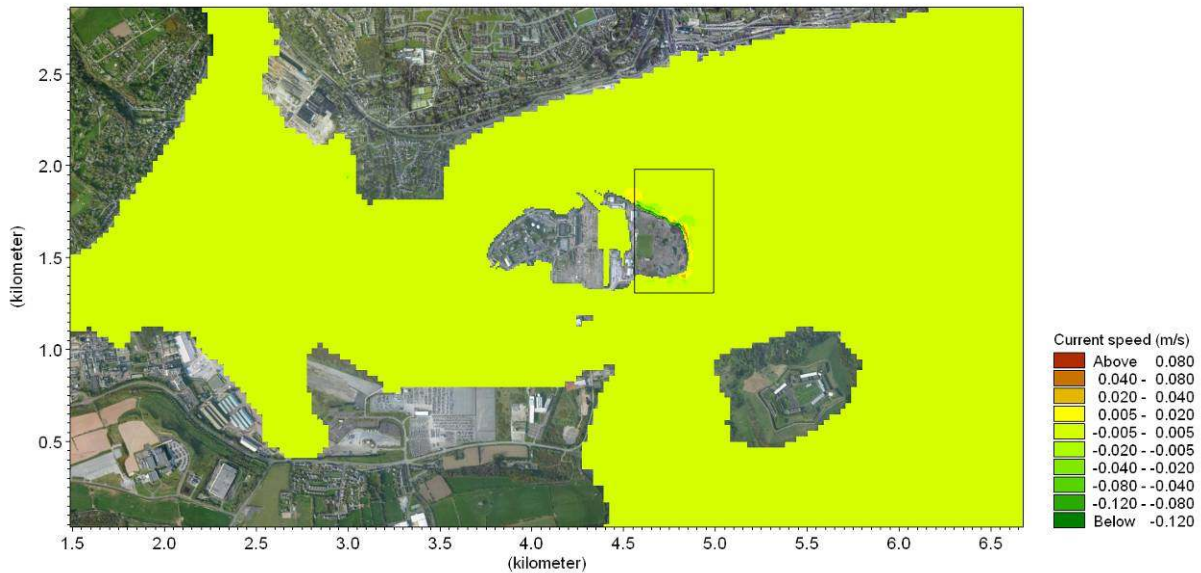 2.5
2.0
(kilometer)
1.5
1.0
0.5
1.5 2.0 2.5 3.0 3.5 4.0 4.5 5.0 5.5 6.0 6.5
(kilometer)
Current speed (m/s)
Above 0.080
0.040 - 0.080
0.020 - 0.040
0.005 - 0.020
-0.005 - 0.005
-0.020 - -0.005
-0.040 - -0.020
-0.080 - -0.040
-0.120 - -0.080
Below -0.120